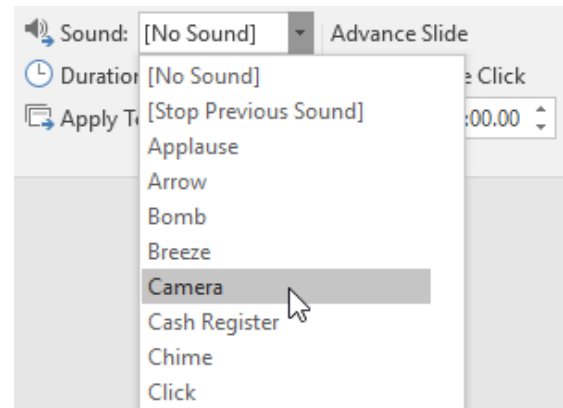 Sound: [No Sound] Advance Slide
Duration [No Sound] Click
Apply [Stop Previous Sound] :00.00
Applause
Arrow
Bomb
Breeze
Camera
Cash Register
Chime
Click